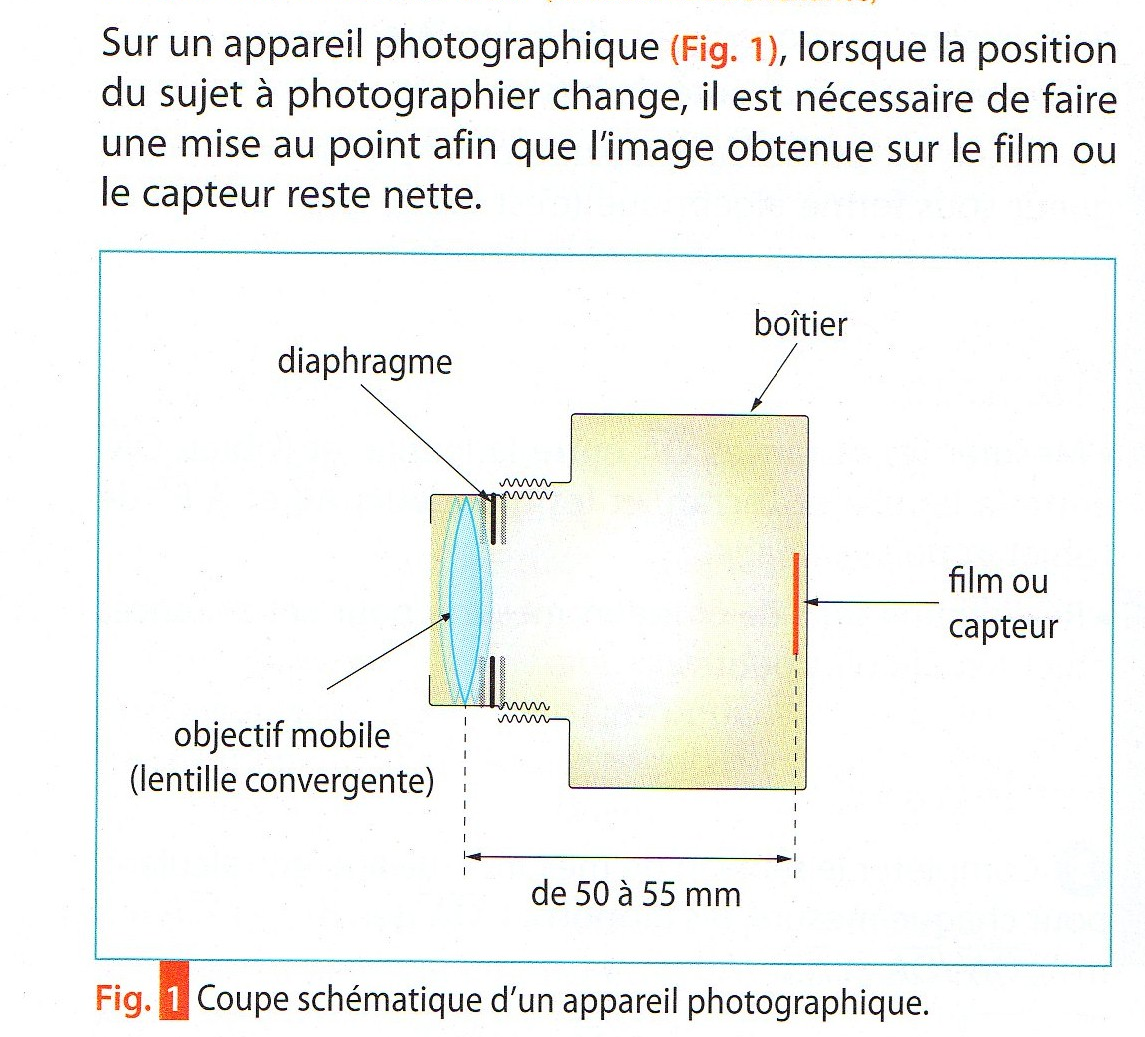 Sur un appareil photographique (Fig. 1), lorsque la position
du sujet à photographier change, il est nécessaire de faire
une mise au point afin que l'image obtenue sur le film ou
le capteur reste nette.
boîtier
diaphragme
film ou
capteur
objectif mobile
(lentille convergente)
de 50 à 55 mm
Fig. 1 Coupe schématique d'un appareil photographique.